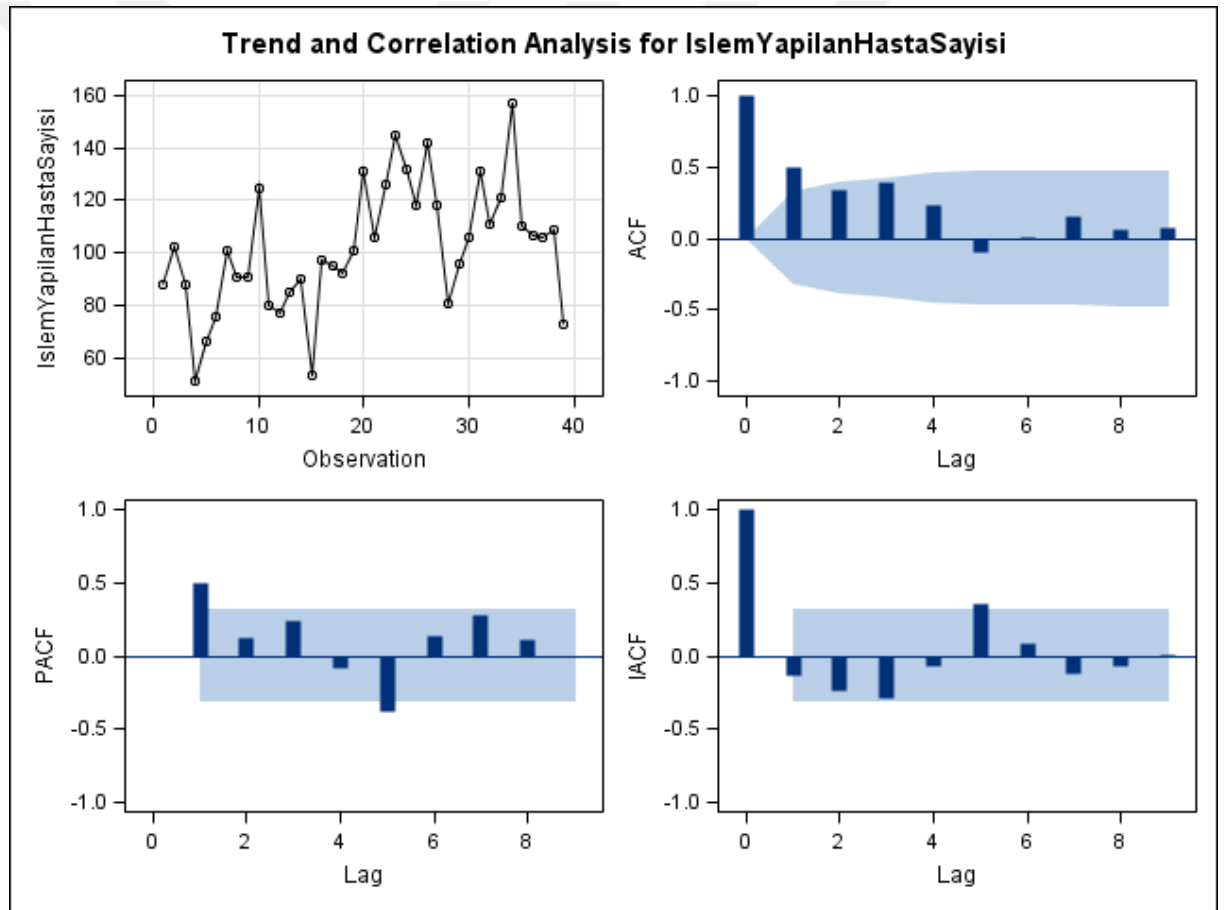 Trend and Correlation Analysis for IslemYapilanHastaSayisi
IslemYapilanHastaSayisi
160
140
120
100
80
60
0 10 20 30 40
Observation
ACF
1.0
0.5
0.0
-0.5
-1.0
0 2 4 6 8
Lag
PACF
1.0
0.5
0.0
-0.5
-1.0
0 2 4 6 8
Lag
IACF
1.0
0.5
0.0
-0.5
-1.0
0 2 4 6 8
Lag